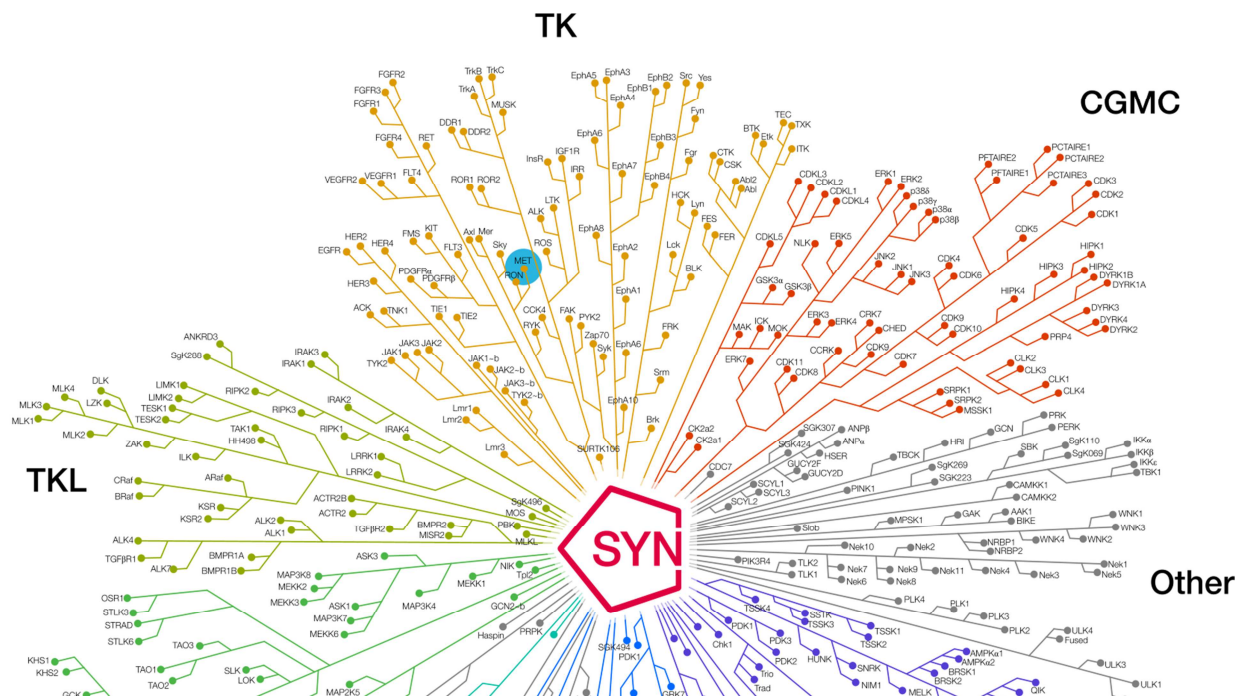 TK
CGMC
TKL
Other
SYN
FGFR2
FGFR3
FGFR1
FGFR4
RET
VEGFR2
VEGFR1
FLT4
TrkB
TrkC
TrkA
MUSK
DDR1
DDR2
ROR1
ROR2
HER2
EGFR
HER4
HER3
FMS
KIT
FLT3
Axl
Mer
Sky
MET
RON
PDGFRα
PDGFRβ
ACK
TNK1
TIE1
TIE2
JAK1
JAK3
JAK2
TYK2
JAK1~b
JAK2~b
JAK3~b
TYK2~b
Lmr1
Lmr2
Lmr3
InsR
IGF1R
IRR
LTK
ALK
ROS
CCK4
RYK
FAK
PYK2
Zap70
Syk
SURTK106
EphA5
EphA3
EphA4
EphA6
EphA7
EphA8
EphA2
EphA1
EphA6
EphA10
EphB2
EphB1
EphB3
EphB4
Src
Yes
Fyn
Fgr
HCK
Lyn
Lck
BLK
FRK
Srm
Brk
CTK
CSK
Abl2
Abl
FES
FER
TEC
TXK
BTK
Etk
ITK
CDKL3
CDKL2
CDKL1
CDKL4
CDKL5
ERK1
ERK2
p38δ
p38γ
p38α
p38β
NLK
ERK5
JNK2
JNK1
JNK3
GSK3α
GSK3β
MAK
ICK
MOK
ERK3
ERK4
ERK7
CRK7
CHED
CCRK
CDK9
CDK7
CDK11
CDK8
PFTAIRE2
PFTAIRE1
PCTAIRE1
PCTAIRE2
PCTAIRE3
CDK3
CDK2
CDK1
CDK5
CDK4
CDK6
CDK9
CDK10
HIPK1
HIPK2
HIPK3
HIPK4
DYRK1B
DYRK1A
DYRK3
DYRK4
DYRK2
PRP4
CLK2
CLK3
CLK1
CLK4
SRPK1
SRPK2
MSSK1
CK2a2
CK2a1
CDC7
ANKRD3
SgK288
IRAK3
IRAK1
IRAK2
IRAK4
LIMK1
LIMK2
TESK1
TESK2
RIPK2
RIPK3
RIPK1
DLK
LZK
MLK4
MLK3
MLK1
MLK2
ZAK
ILK
TAK1
HH498
LRRK1
LRRK2
CRaf
BRaf
ARaf
KSR
KSR2
ACTR2B
ACTR2
TGFβR2
BMPR2
MISR2
ALK2
ALK1
ALK4
TGFβR1
ALK7
BMPR1A
BMPR1B
SgK496
MOS
PBK
MLKL
SGK307
SGK424
ANPβ
ANPα
HSER
GUCY2F
GUCY2D
SCYL1
SCYL3
SCYL2
TBCK
PINK1
HRI
GCN
PRK
PERK
SgK269
SGK223
SBK
SgK110
SgK069
IKKα
IKKβ
IKKε
TBK1
CAMKK1
CAMKK2
Slob
MPSK1
GAK
AAK1
BIKE
NRBP1
NRBP2
WNK1
WNK3
WNK4
WNK2
PIK3R4
TLK2
TLK1
Nek10
Nek2
Nek7
Nek6
Nek9
Nek8
Nek11
Nek4
Nek3
Nek1
Nek5
PLK4
PLK1
PLK3
PLK2
ULK4
Fused
ULK3
ULK1
ASK3
MAP3K8
MEKK2
MEKK3
ASK1
MAP3K7
MEKK6
MAP3K4
MEKK1
NIK
Tpl2
GCN2~b
Haspin
PRPK
OSR1
STLK3
STRAD
STLK6
TAO3
TAO1
TAO2
KHS1
KHS2
GCK
SLK
LOK
MAP2K5
SGK494
PDK1
GRK7
Chk1
PDK1
PDK3
PDK2
Trio
Trad
TSSK4
SSTK
TSSK3
TSSK1
TSSK2
HUNK
SNRK
NIM1
MELK
AMPKα1
AMPKα2
BRSK1
BRSK2
QIK